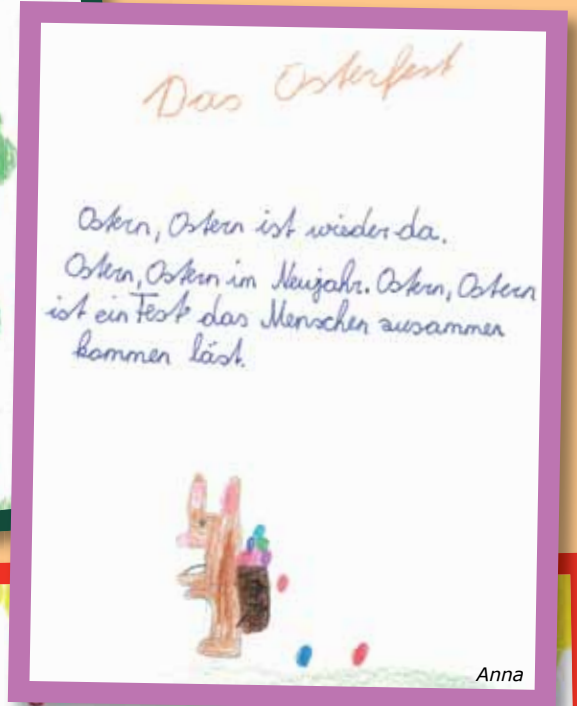 Das Osterfest
Ostern, Ostern ist wieder da.
Ostern, Ostern im Neujahr. Ostern, Ostern
ist ein Fest das Menschen zusammen
kommen läst.
Anna